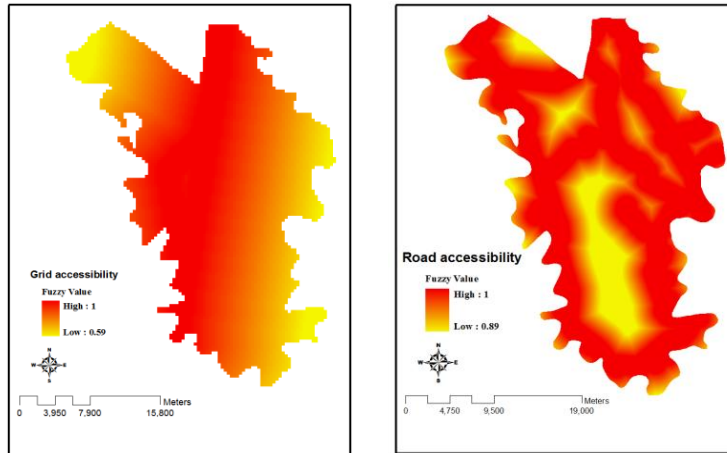 Grid accessibility
Fuzzy Value
High : 1
Low : 0.59
N
W E
S
Meters
0 3,950 7,900 15,800
Road accessibility
Fuzzy Value
High : 1
Low : 0.89
N
W E
S
Meters
0 4,750 9,500 19,000